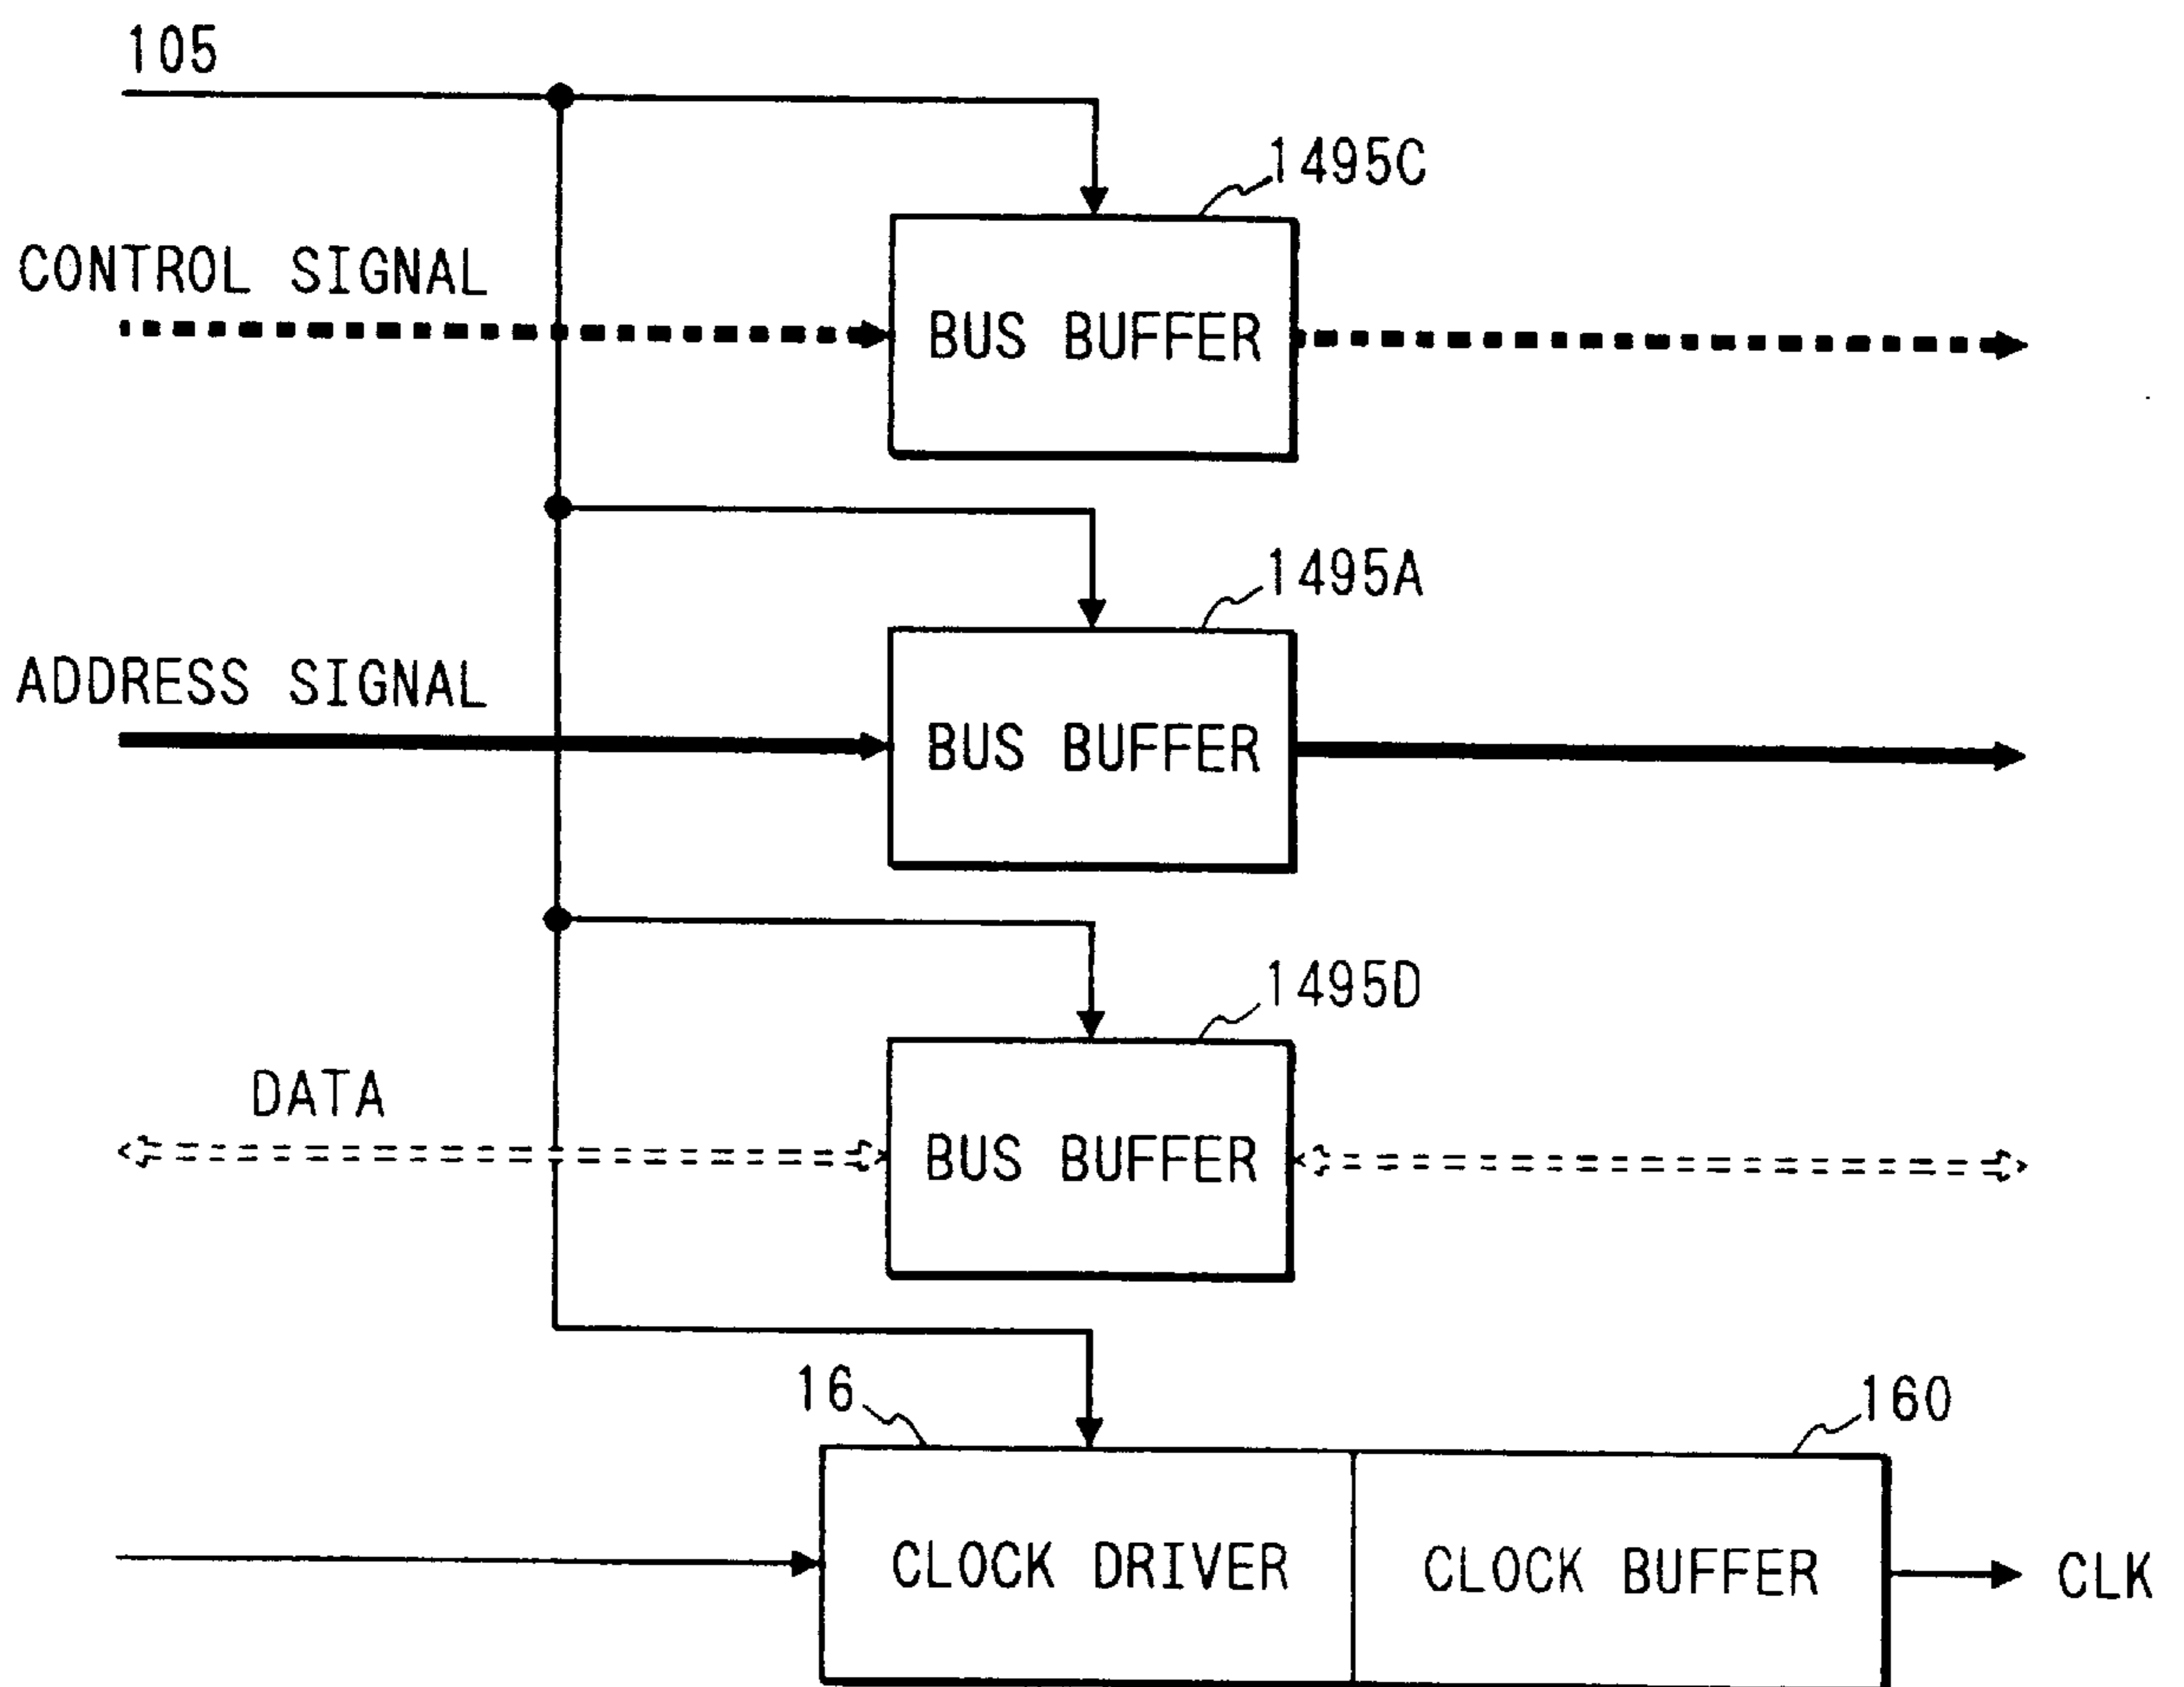 105
1495C
CONTROL SIGNAL
BUS BUFFER
1495A
ADDRESS SIGNAL
BUS BUFFER
1495D
DATA
BUS BUFFER
16
160
CLOCK DRIVER
CLOCK BUFFER
CLK